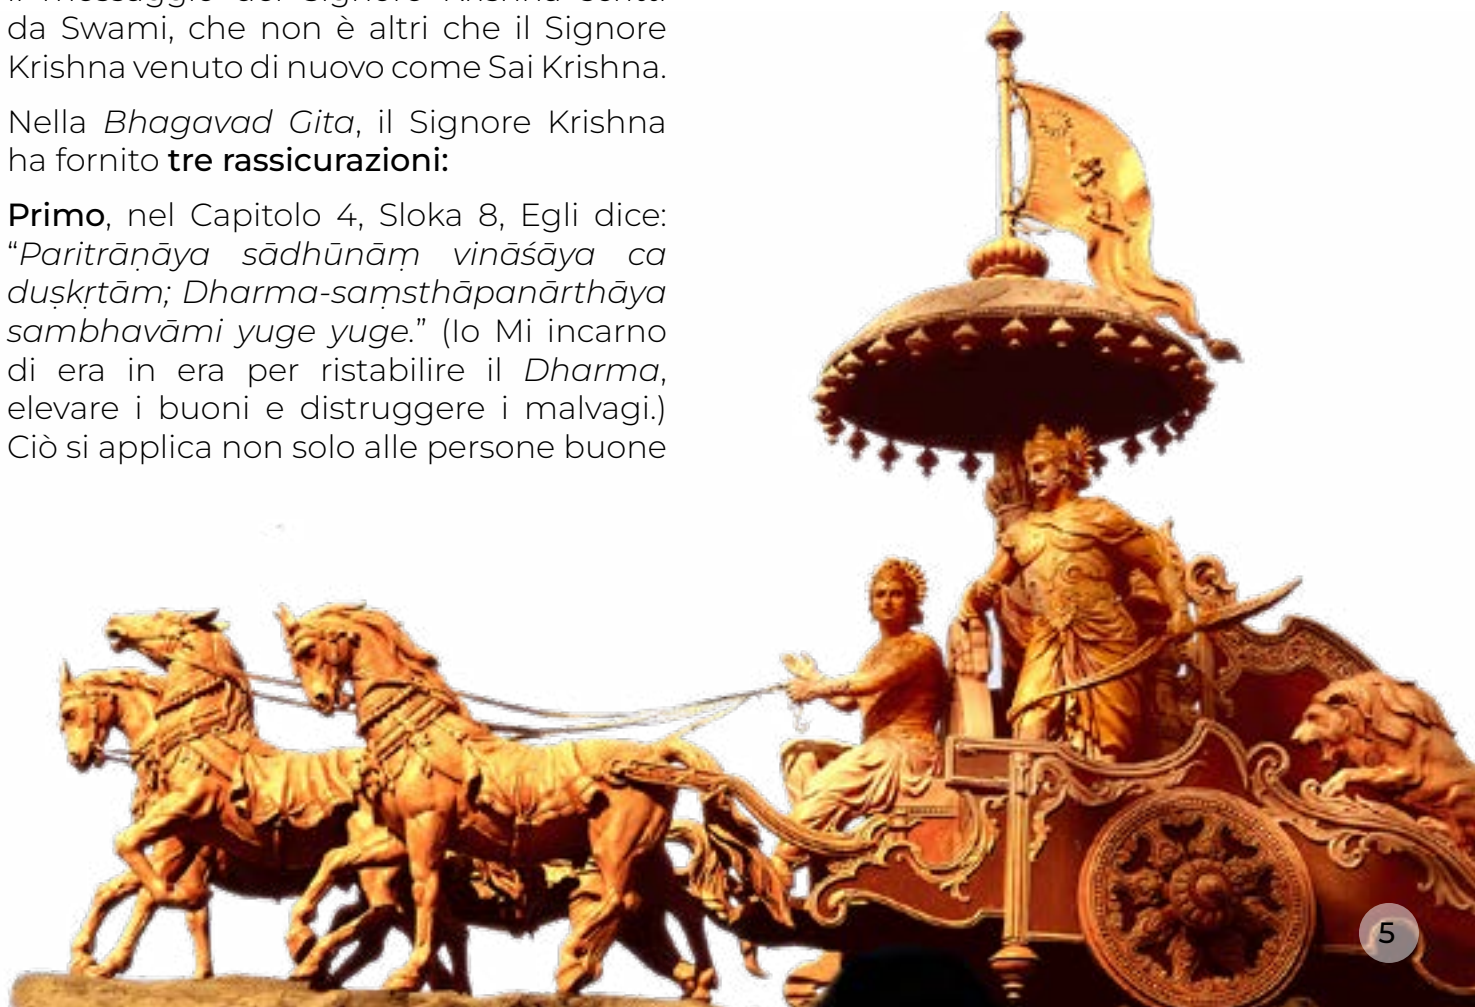 da Swami, che non è altri che il Signore
Krishna venuto di nuovo come Sai Krishna.
Nella Bhagavad Gita, il Signore Krishna
ha fornito tre rassicurazioni:
Primo, nel Capitolo 4, Sloka 8, Egli dice:
“Paritrāṇāya sādhūnāṃ vināśāya ca
duṣkṛtām; Dharma-saṃsthāpanārthāya
sambhavāmi yuge yuge.” (Io Mi incarno
di era in era per ristabilire il Dharma,
elevare i buoni e distruggere i malvagi.)
Ciò si applica non solo alle persone buone
5